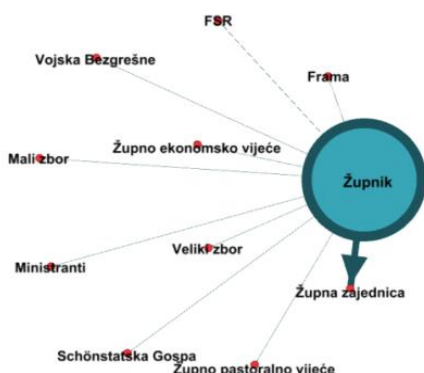 FSR
Vojska Bezgrešne
Frama
Župno ekonomsko vijeće
Mali zbor
Župnik
Veliki zbor
Ministranti
Župna zajednica
Schönstatska Gospa
Župno pastoralno vijeće